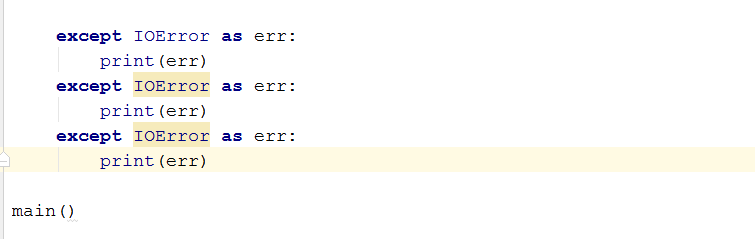 except IOError as err:
print(err)
except IOError as err:
print(err)
except IOError as err:
print(err)
main()